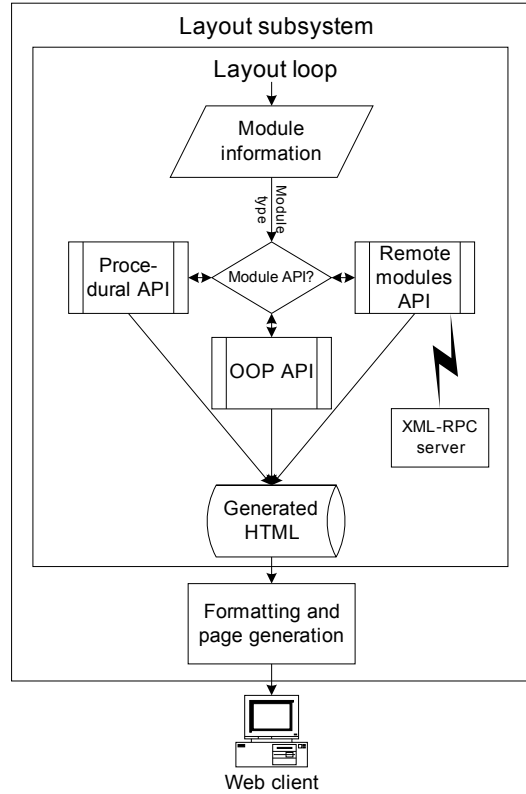 Layout subsystem
Layout loop
Module
information
Module
type
Proce-
dural API
Module API?
Remote
modules
API
OOP API
XML-RPC
server
Generated
HTML
Formatting and
page generation
Web client